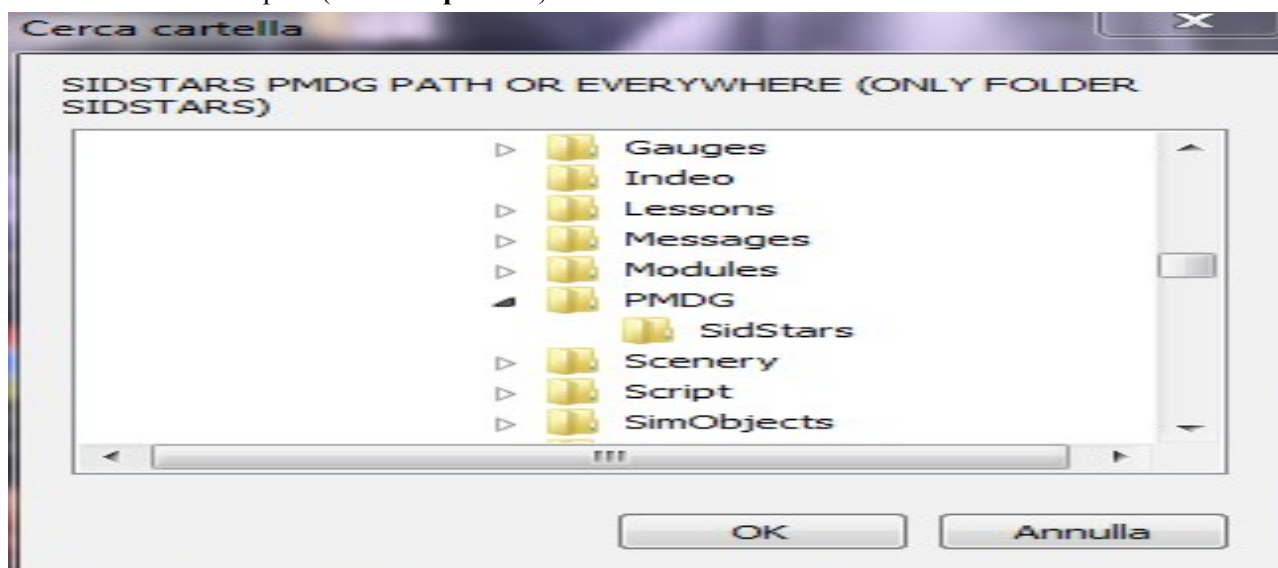 Cerca cartella
SIDSTARS PMDG PATH OR EVERYWHERE (ONLY FOLDER
SIDSTARS)
Gauges
Indeo
Lessons
Messages
Modules
PMDG
SidStars
Scenery
Script
SimObjects
OK Annulla